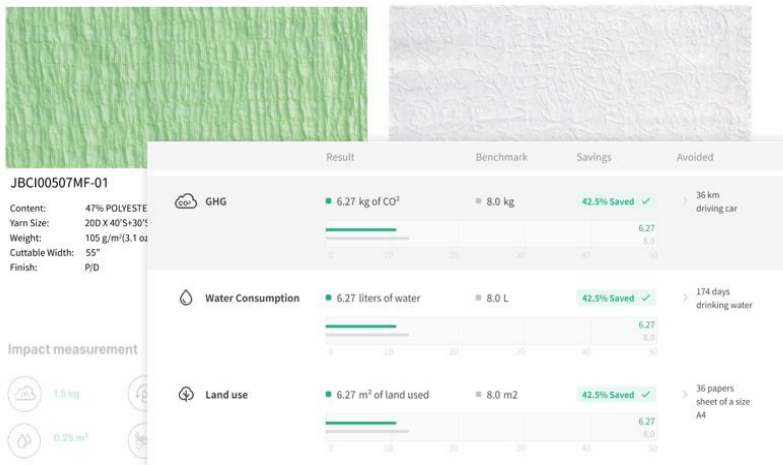 JBCI00507MF-01
Content: 47% POLYESTE
Yarn Size: 20D X 40'S+30'S
Weight: 105 g/m²(3.1 oz
Cuttable Width: 55"
Finish: P/D
Impact measurement
1.5 kg
0.25 m³
Result Benchmark Savings Avoided
CO² GHG 6.27 kg of CO² 8.0 kg 42.5% Saved 36 km
driving car
6.27
8.0
0 10 20 30 40 50
Water Consumption 6.27 liters of water 8.0 L 42.5% Saved 174 days
drinking water
6.27
8.0
0 10 20 30 40 50
Land use 6.27 m² of land used 8.0 m2 42.5% Saved 36 papers
sheet of a size
A4
6.27
8.0
0 10 20 30 40 50